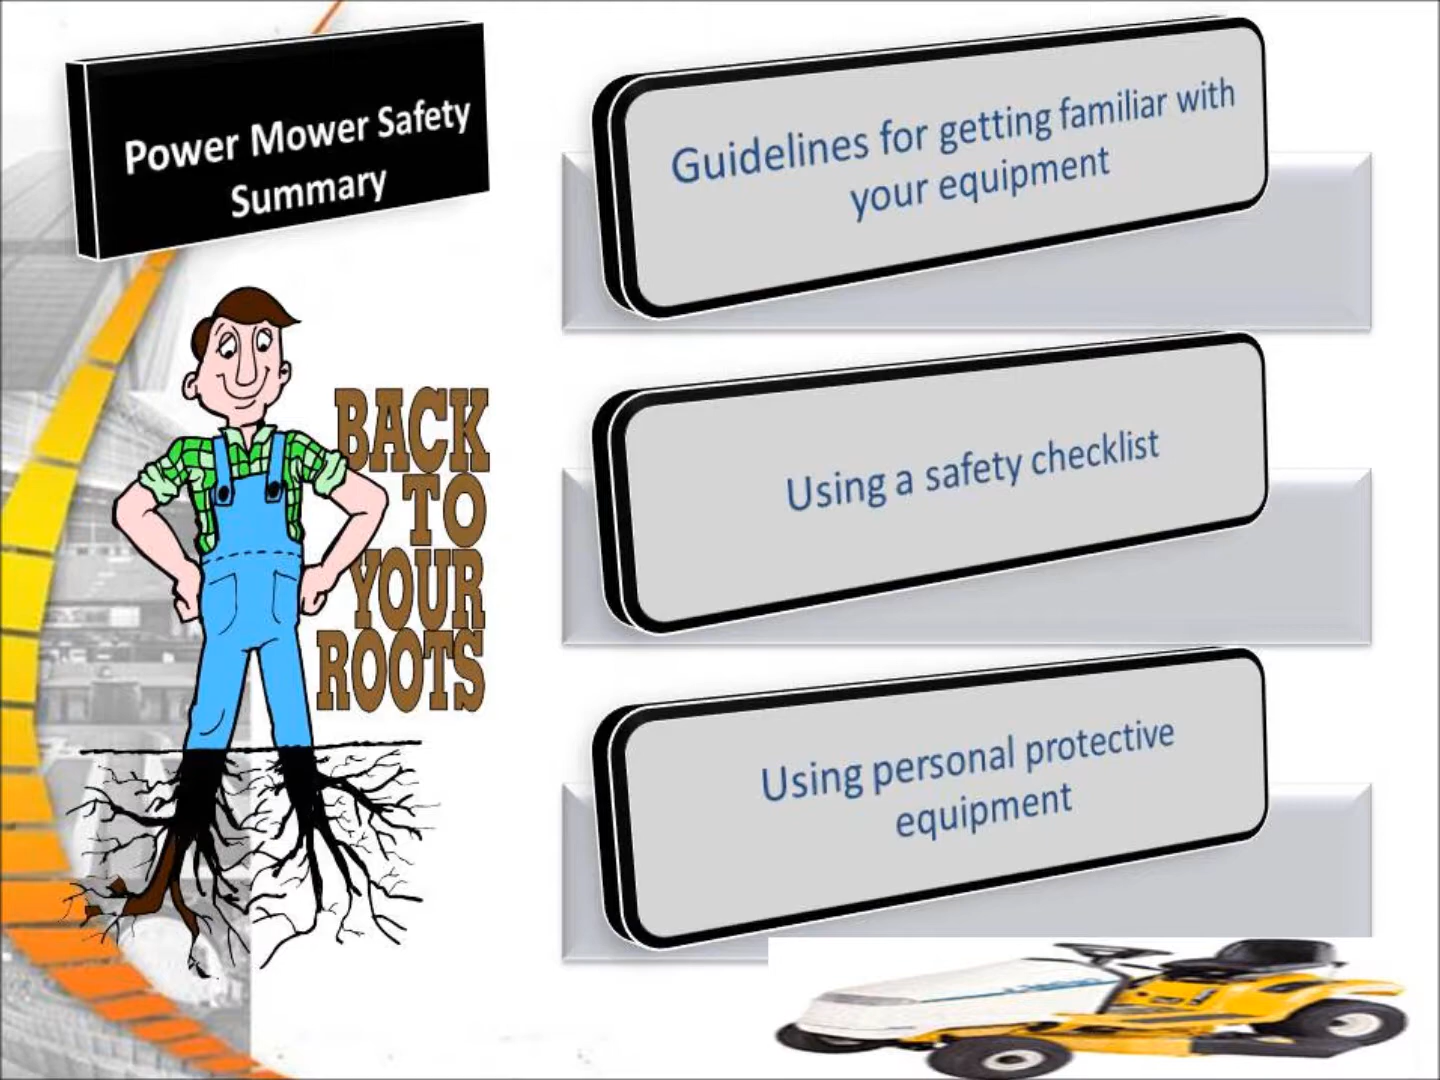 Power Mower Safety
Summary
Guidelines for getting familiar with
your equipment
BACK
TO
YOUR
ROOTS
Using a safety checklist
Using personal protective
equipment